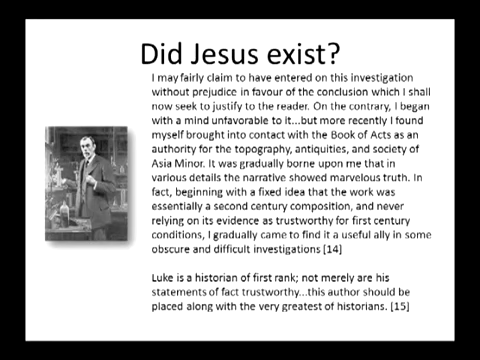 Did Jesus exist?
I may fairly claim to have entered on this investigation
without prejudice in favour of the conclusion which I shall
now seek to justify to the reader. On the contrary, I began
with a mind unfavorable to it...but more recently I found
myself brought into contact with the Book of Acts as an
authority for the topography, antiquities, and society of
Asia Minor. It was gradually borne upon me that in
various details the narrative showed marvelous truth. In
fact, beginning with a fixed idea that the work was
essentially a second century composition, and never
relying on its evidence as trustworthy for first century
conditions, I gradually came to find it a useful ally in some
obscure and difficult investigations [14]
Luke is a historian of first rank; not merely are his
statements of fact trustworthy...this author should be
placed along with the very greatest of historians. [15]